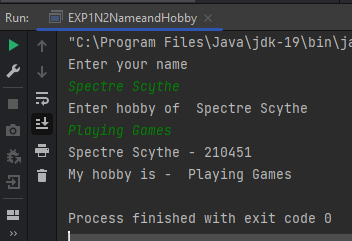 Run: EXP1N2NameandHobby ×
"C:\Program Files\Java\jdk-19\bin\ja
Enter your name
Spectre Scythe
Enter hobby of  Spectre Scythe
Playing Games
Spectre Scythe - 210451
My hobby is -  Playing Games
Process finished with exit code 0